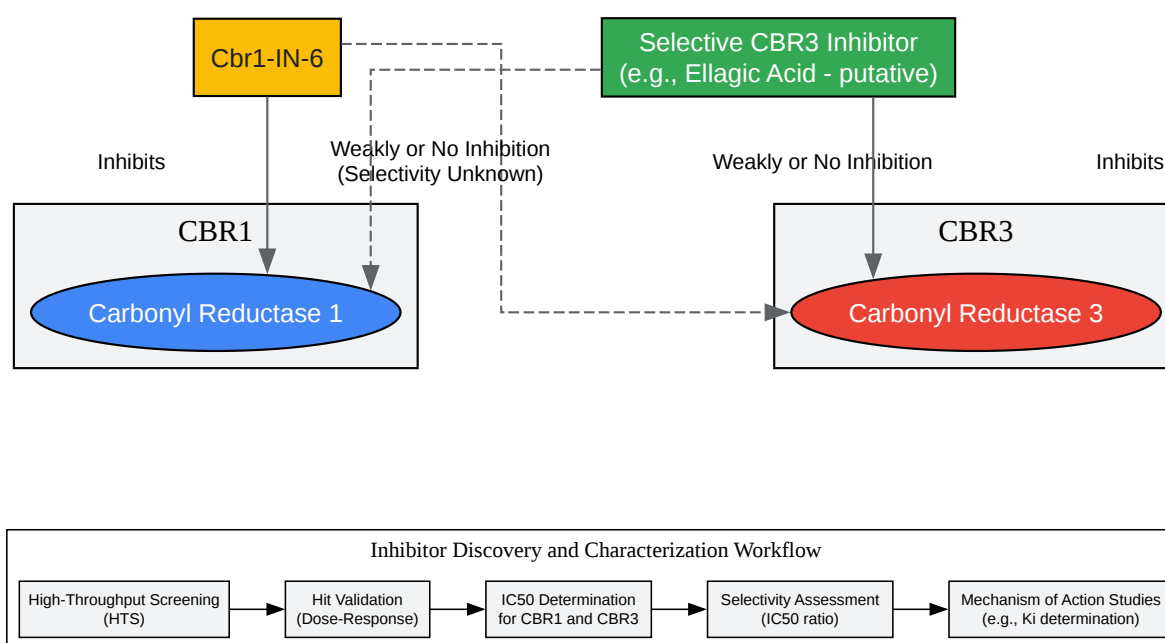 Cbr1-IN-6
Selective CBR3 Inhibitor
(e.g., Ellagic Acid - putative)
Inhibits
Weakly or No Inhibition
(Selectivity Unknown)
Weakly or No Inhibition
Inhibits
CBR1
CBR3
Carbonyl Reductase 1
Carbonyl Reductase 3
Inhibitor Discovery and Characterization Workflow
High-Throughput Screening
(HTS)
Hit Validation
(Dose-Response)
IC50 Determination
for CBR1 and CBR3
Selectivity Assessment
(IC50 ratio)
Mechanism of Action Studies
(e.g., Ki determination)